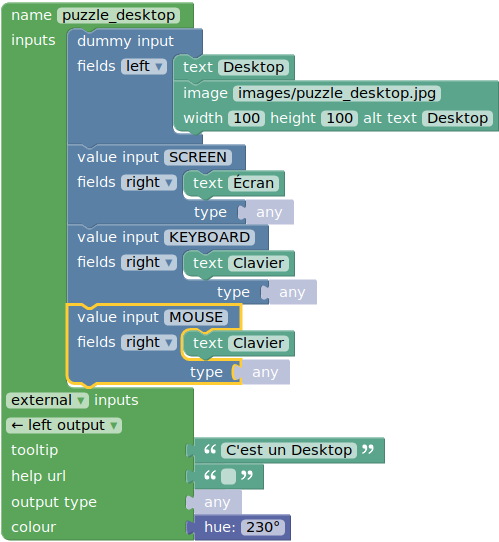 name puzzle_desktop
inputs dummy input
fields left text Desktop
image images/puzzle_desktop.jpg
width 100 height 100 alt text Desktop
value input SCREEN
fields right text Écran
type any
value input KEYBOARD
fields right text Clavier
type any
value input MOUSE
fields right text Clavier
type any
external inputs
← left output
tooltip “ C'est un Desktop ”
help url “ ”
output type any
colour hue: 230°